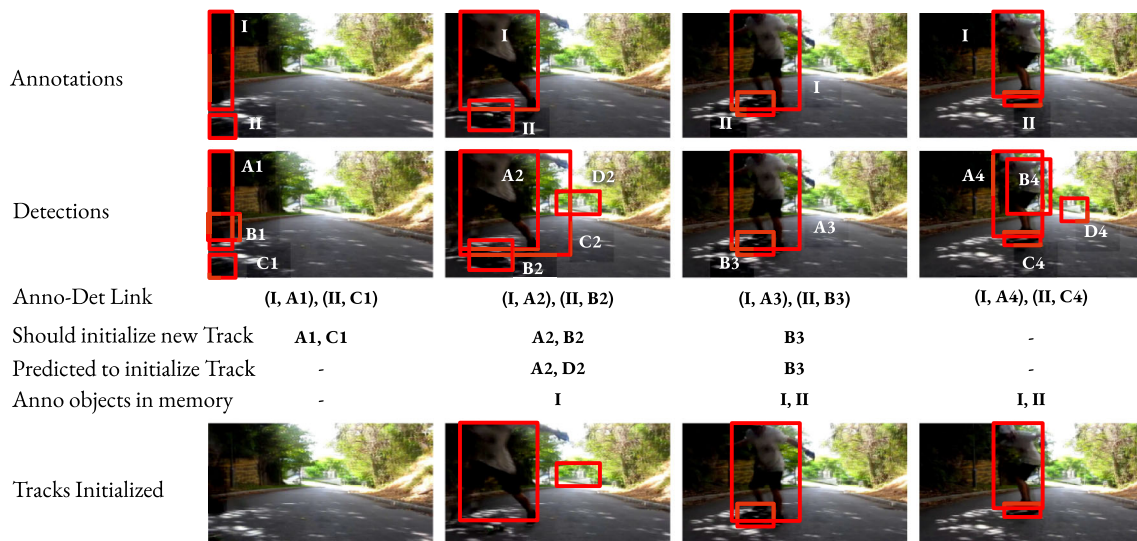 Annotations
I
II
I
II
I
II
I
II
Detections
A1
B1
C1
A2
D2
C2
B2
A3
B3
A4
B4
D4
C4
Anno-Det Link (I, A1), (II, C1) (I, A2), (II, B2) (I, A3), (II, B3) (I, A4), (II, C4)
Should initialize new Track A1, C1 A2, B2 B3 -
Predicted to initialize Track - A2, D2 B3 -
Anno objects in memory - I I, II I, II
Tracks Initialized